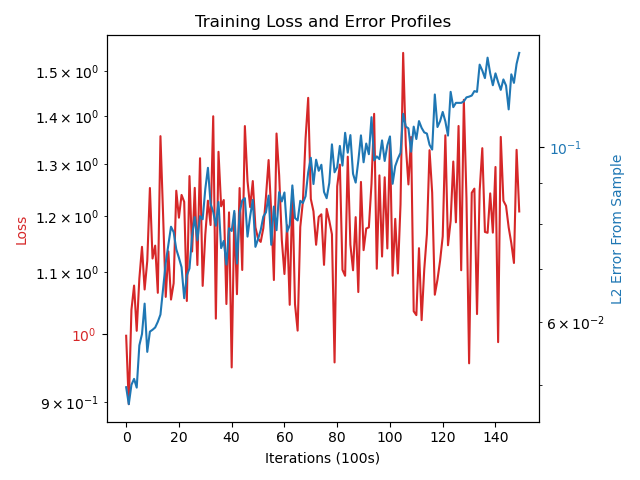 Training Loss and Error Profiles
Loss
1.5 × 10⁰
1.4 × 10⁰
1.3 × 10⁰
1.2 × 10⁰
1.1 × 10⁰
10⁰
9 × 10⁻¹
10⁻¹
6 × 10⁻²
L2 Error From Sample
0 20 40 60 80 100 120 140
Iterations (100s)